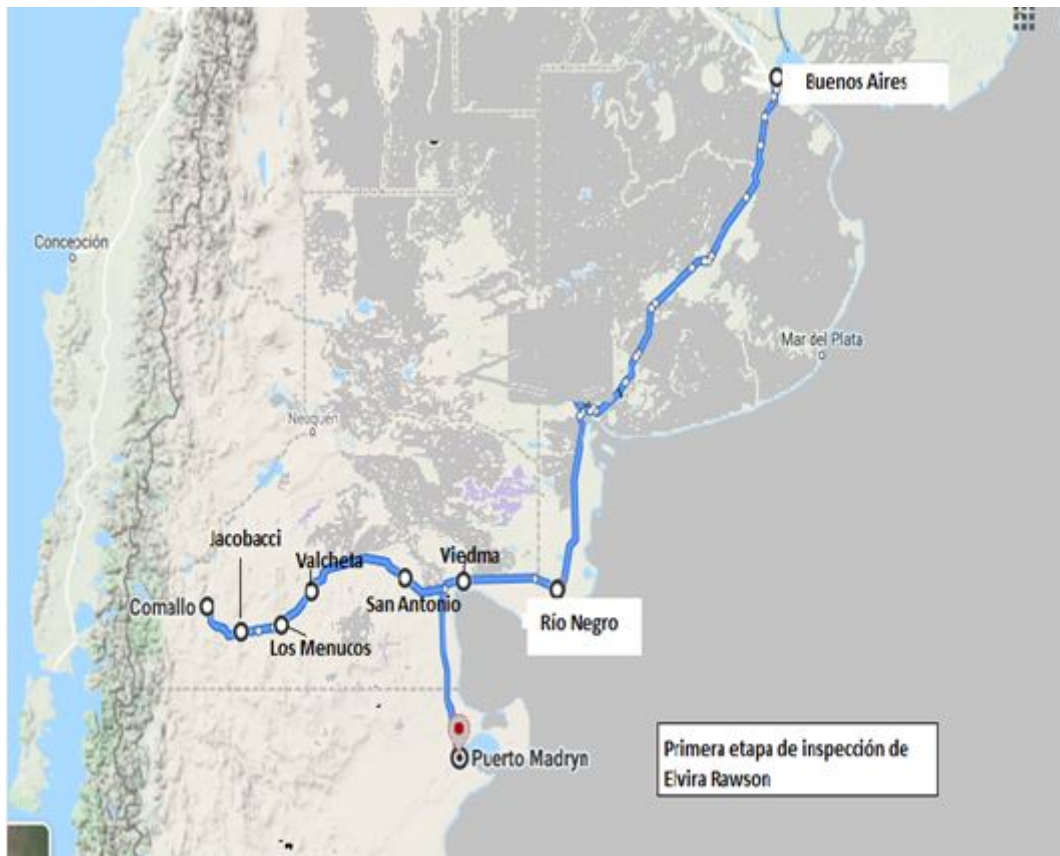 Buenos Aires
Concepción
Mar del Plata
Neuquén
Jacobacci
Valcheta
Viedma
Comallo
San Antonio
Los Menucos
Río Negro
Puerto Madryn
Primera etapa de inspección de
Elvira Rawson